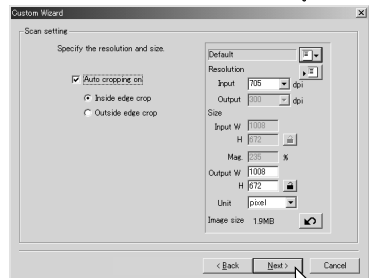 Custom Wizard
Scan setting
Specify the resolution and size.
Auto cropping on
Inside edge crop
Outside edge crop
Default
Resolution
Input 705 dpi
Output 300 dpi
Size
Input W 1008
H 672
Mag. 235 %
Output W 1008
H 672
Unit pixel
Image size 1.9MB
< Back Next > Cancel